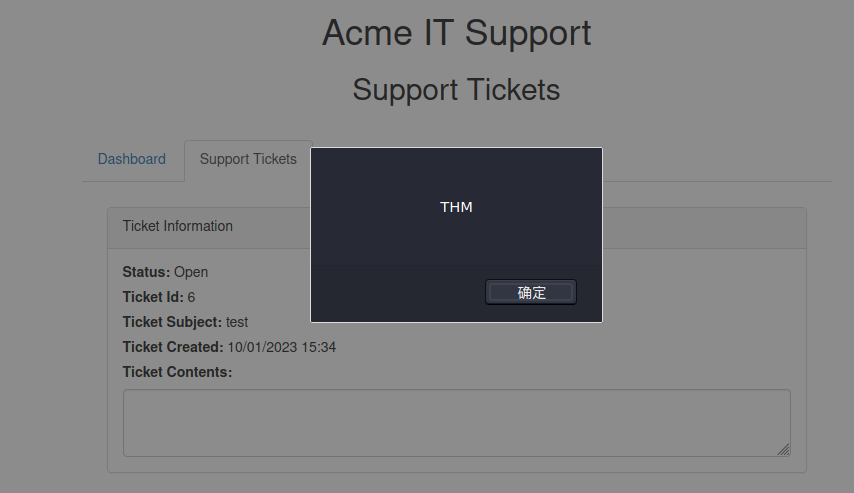 Acme IT Support
Support Tickets
Dashboard
Support Tickets
THM
确定
Ticket Information
Status: Open
Ticket Id: 6
Ticket Subject: test
Ticket Created: 10/01/2023 15:34
Ticket Contents: